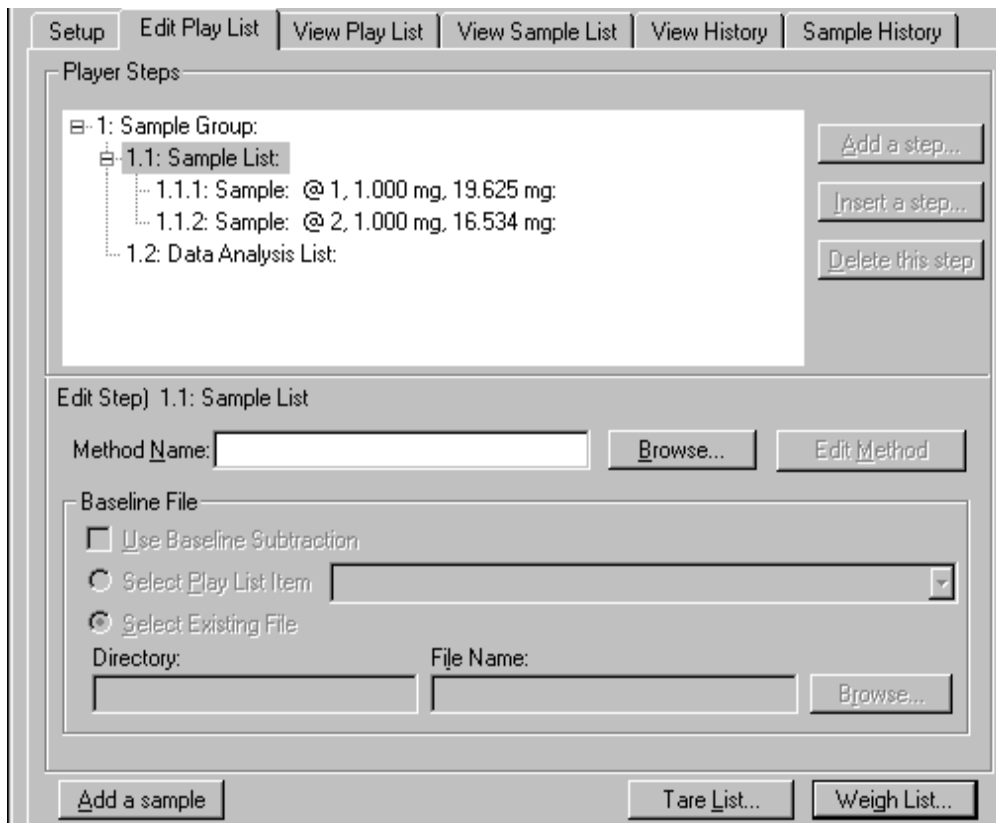 Setup Edit Play List View Play List View Sample List View History Sample History
Player Steps
1: Sample Group:
1.1: Sample List:
1.1.1: Sample: @ 1, 1.000 mg, 19.625 mg:
1.1.2: Sample: @ 2, 1.000 mg, 16.534 mg:
1.2: Data Analysis List:
Add a step...
Insert a step...
Delete this step
Edit Step) 1.1: Sample List
Method Name: Browse... Edit Method
Baseline File
Use Baseline Subtraction
Select Play List Item
Select Existing File
Directory: File Name:
Browse...
Add a sample Tare List... Weigh List...